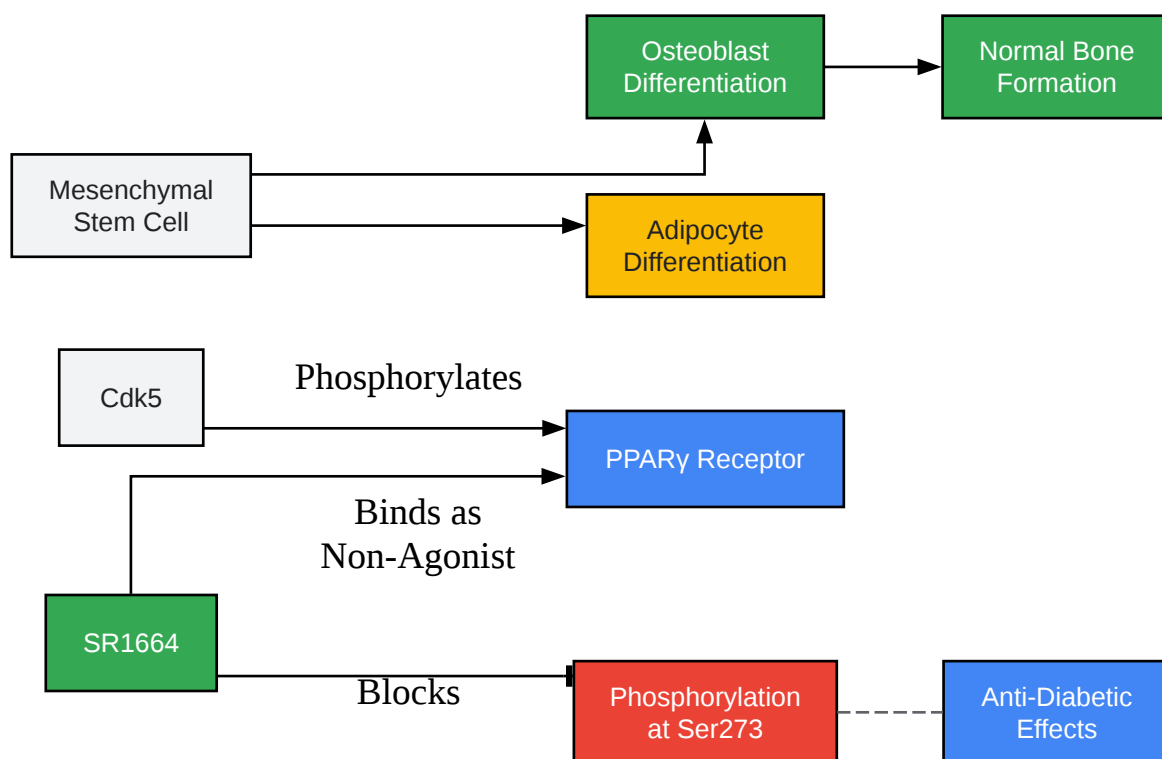 Osteoblast
Differentiation
Normal Bone
Formation
Mesenchymal
Stem Cell
Adipocyte
Differentiation
Cdk5
Phosphorylates
PPARγ Receptor
Binds as
Non-Agonist
SR1664
Blocks
Phosphorylation
at Ser273
Anti-Diabetic
Effects